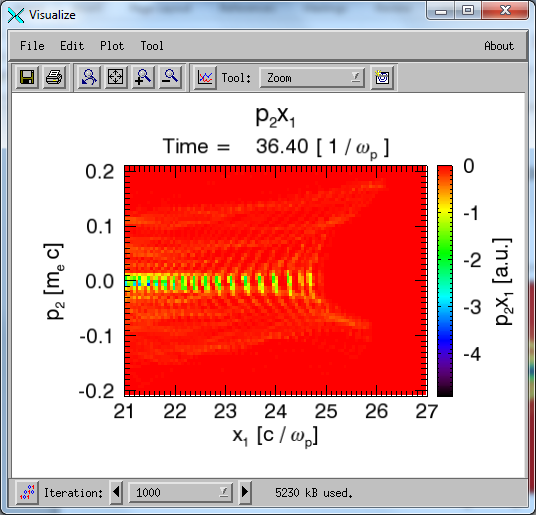 Visualize
File Edit Plot Tool About
Tool: Zoom
p₂x₁
Time = 36.40 [ 1 / ωₚ ]
0.2
0.1
0.0
-0.1
-0.2
p₂ [mₑ c]
21 22 23 24 25 26 27
x₁ [c / ωₚ]
0
-1
-2
-3
-4
p₂x₁ [a.u.]
Iteration: 1000 5230 kB used.